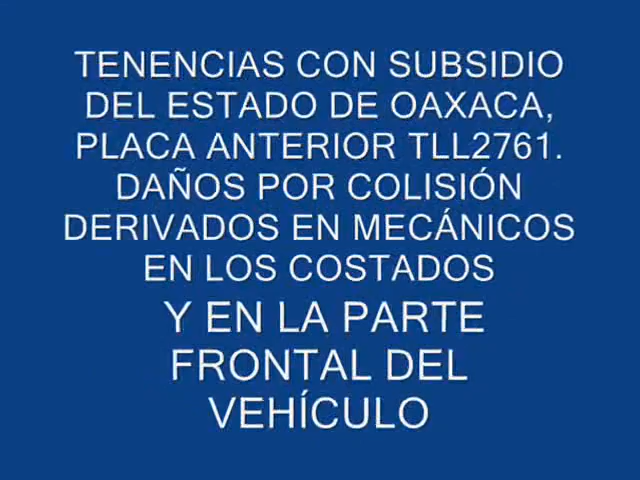 TENENCIAS CON SUBSIDIO
DEL ESTADO DE OAXACA,
PLACA ANTERIOR TLL2761.
DAÑOS POR COLISIÓN
DERIVADOS EN MECÁNICOS
EN LOS COSTADOS
Y EN LA PARTE
FRONTAL DEL
VEHÍCULO